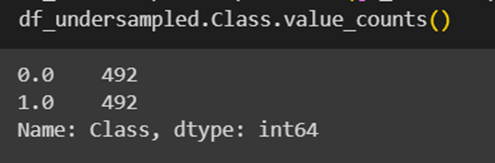 df_undersampled.Class.value_counts()
0.0    492
1.0    492
Name: Class, dtype: int64